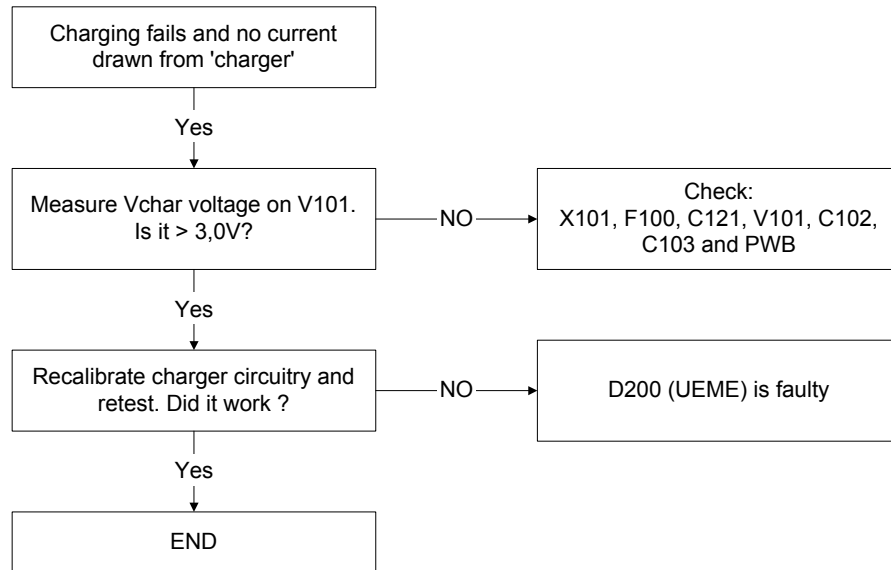 Charging fails and no current
drawn from 'charger'
Yes
Measure Vchar voltage on V101.
Is it > 3,0V?
NO
Check:
X101, F100, C121, V101, C102,
C103 and PWB
Yes
Recalibrate charger circuitry and
retest. Did it work ?
NO
D200 (UEME) is faulty
Yes
END